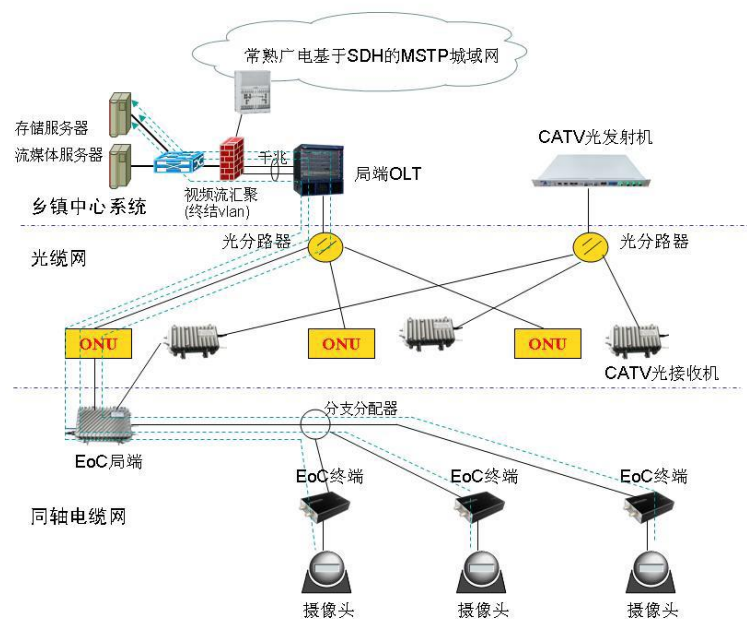 常熟广电基于SDH的MSTP城域网
存储服务器
流媒体服务器
千兆
局端OLT
CATV光发射机
视频流汇聚
(终结vlan)
乡镇中心系统
光分路器
光分路器
光缆网
ONU
ONU
ONU
CATV光接收机
分支分配器
EoC局端
EoC终端
EoC终端
EoC终端
同轴电缆网
摄像头
摄像头
摄像头